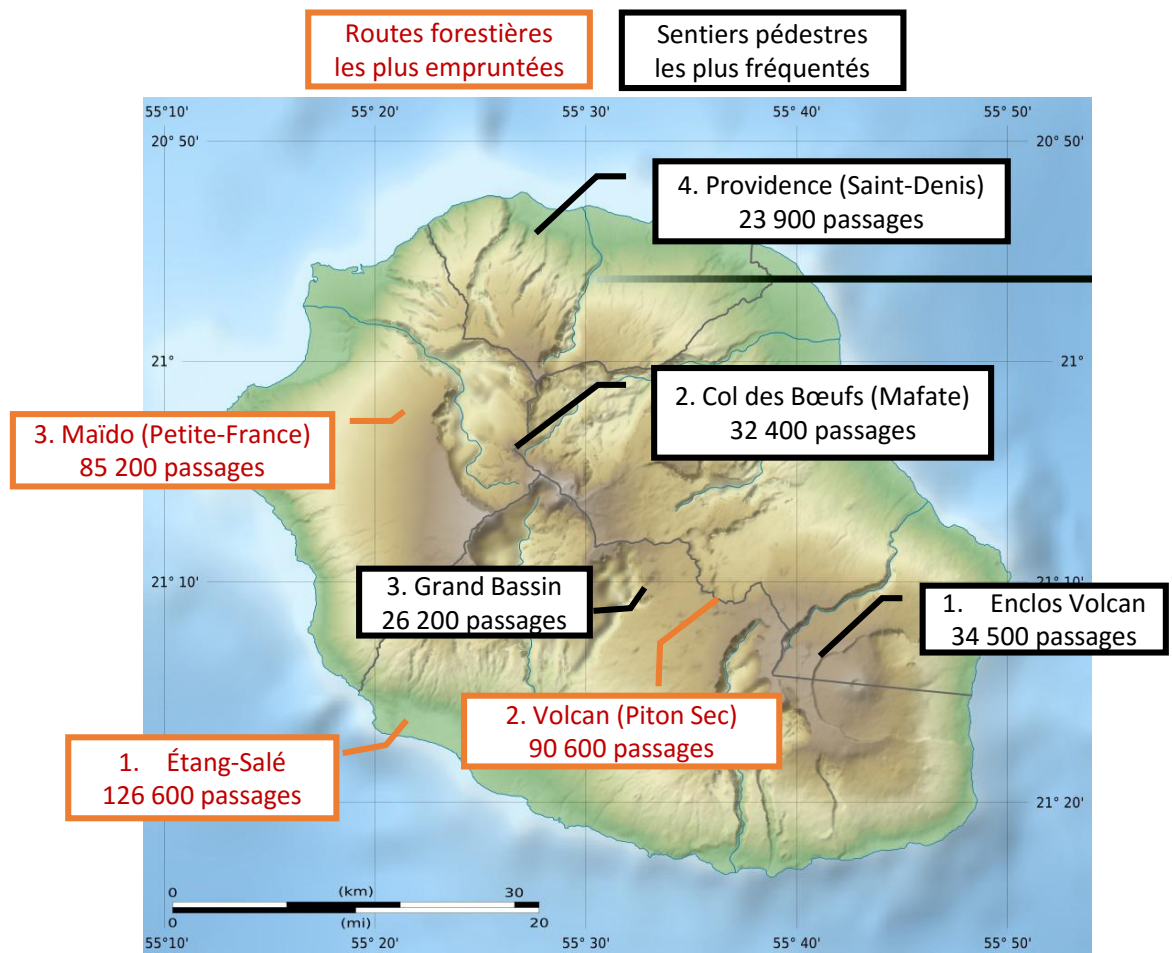 Routes forestières
les plus empruntées
Sentiers pédestres
les plus fréquentés
55° 10'
55° 20'
55° 30'
55° 40'
55° 50'
20° 50'
20° 50'
4. Providence (Saint-Denis)
23 900 passages
21°
21°
2. Col des Bœufs (Mafate)
32 400 passages
3. Maïdo (Petite-France)
85 200 passages
21° 10'
21° 10'
3. Grand Bassin
26 200 passages
1. Enclos Volcan
34 500 passages
2. Volcan (Piton Sec)
90 600 passages
1. Étang-Salé
126 600 passages
21° 20'
0 (km) 30
0 (mi) 20
55° 10'
55° 20'
55° 30'
55° 40'
55° 50'